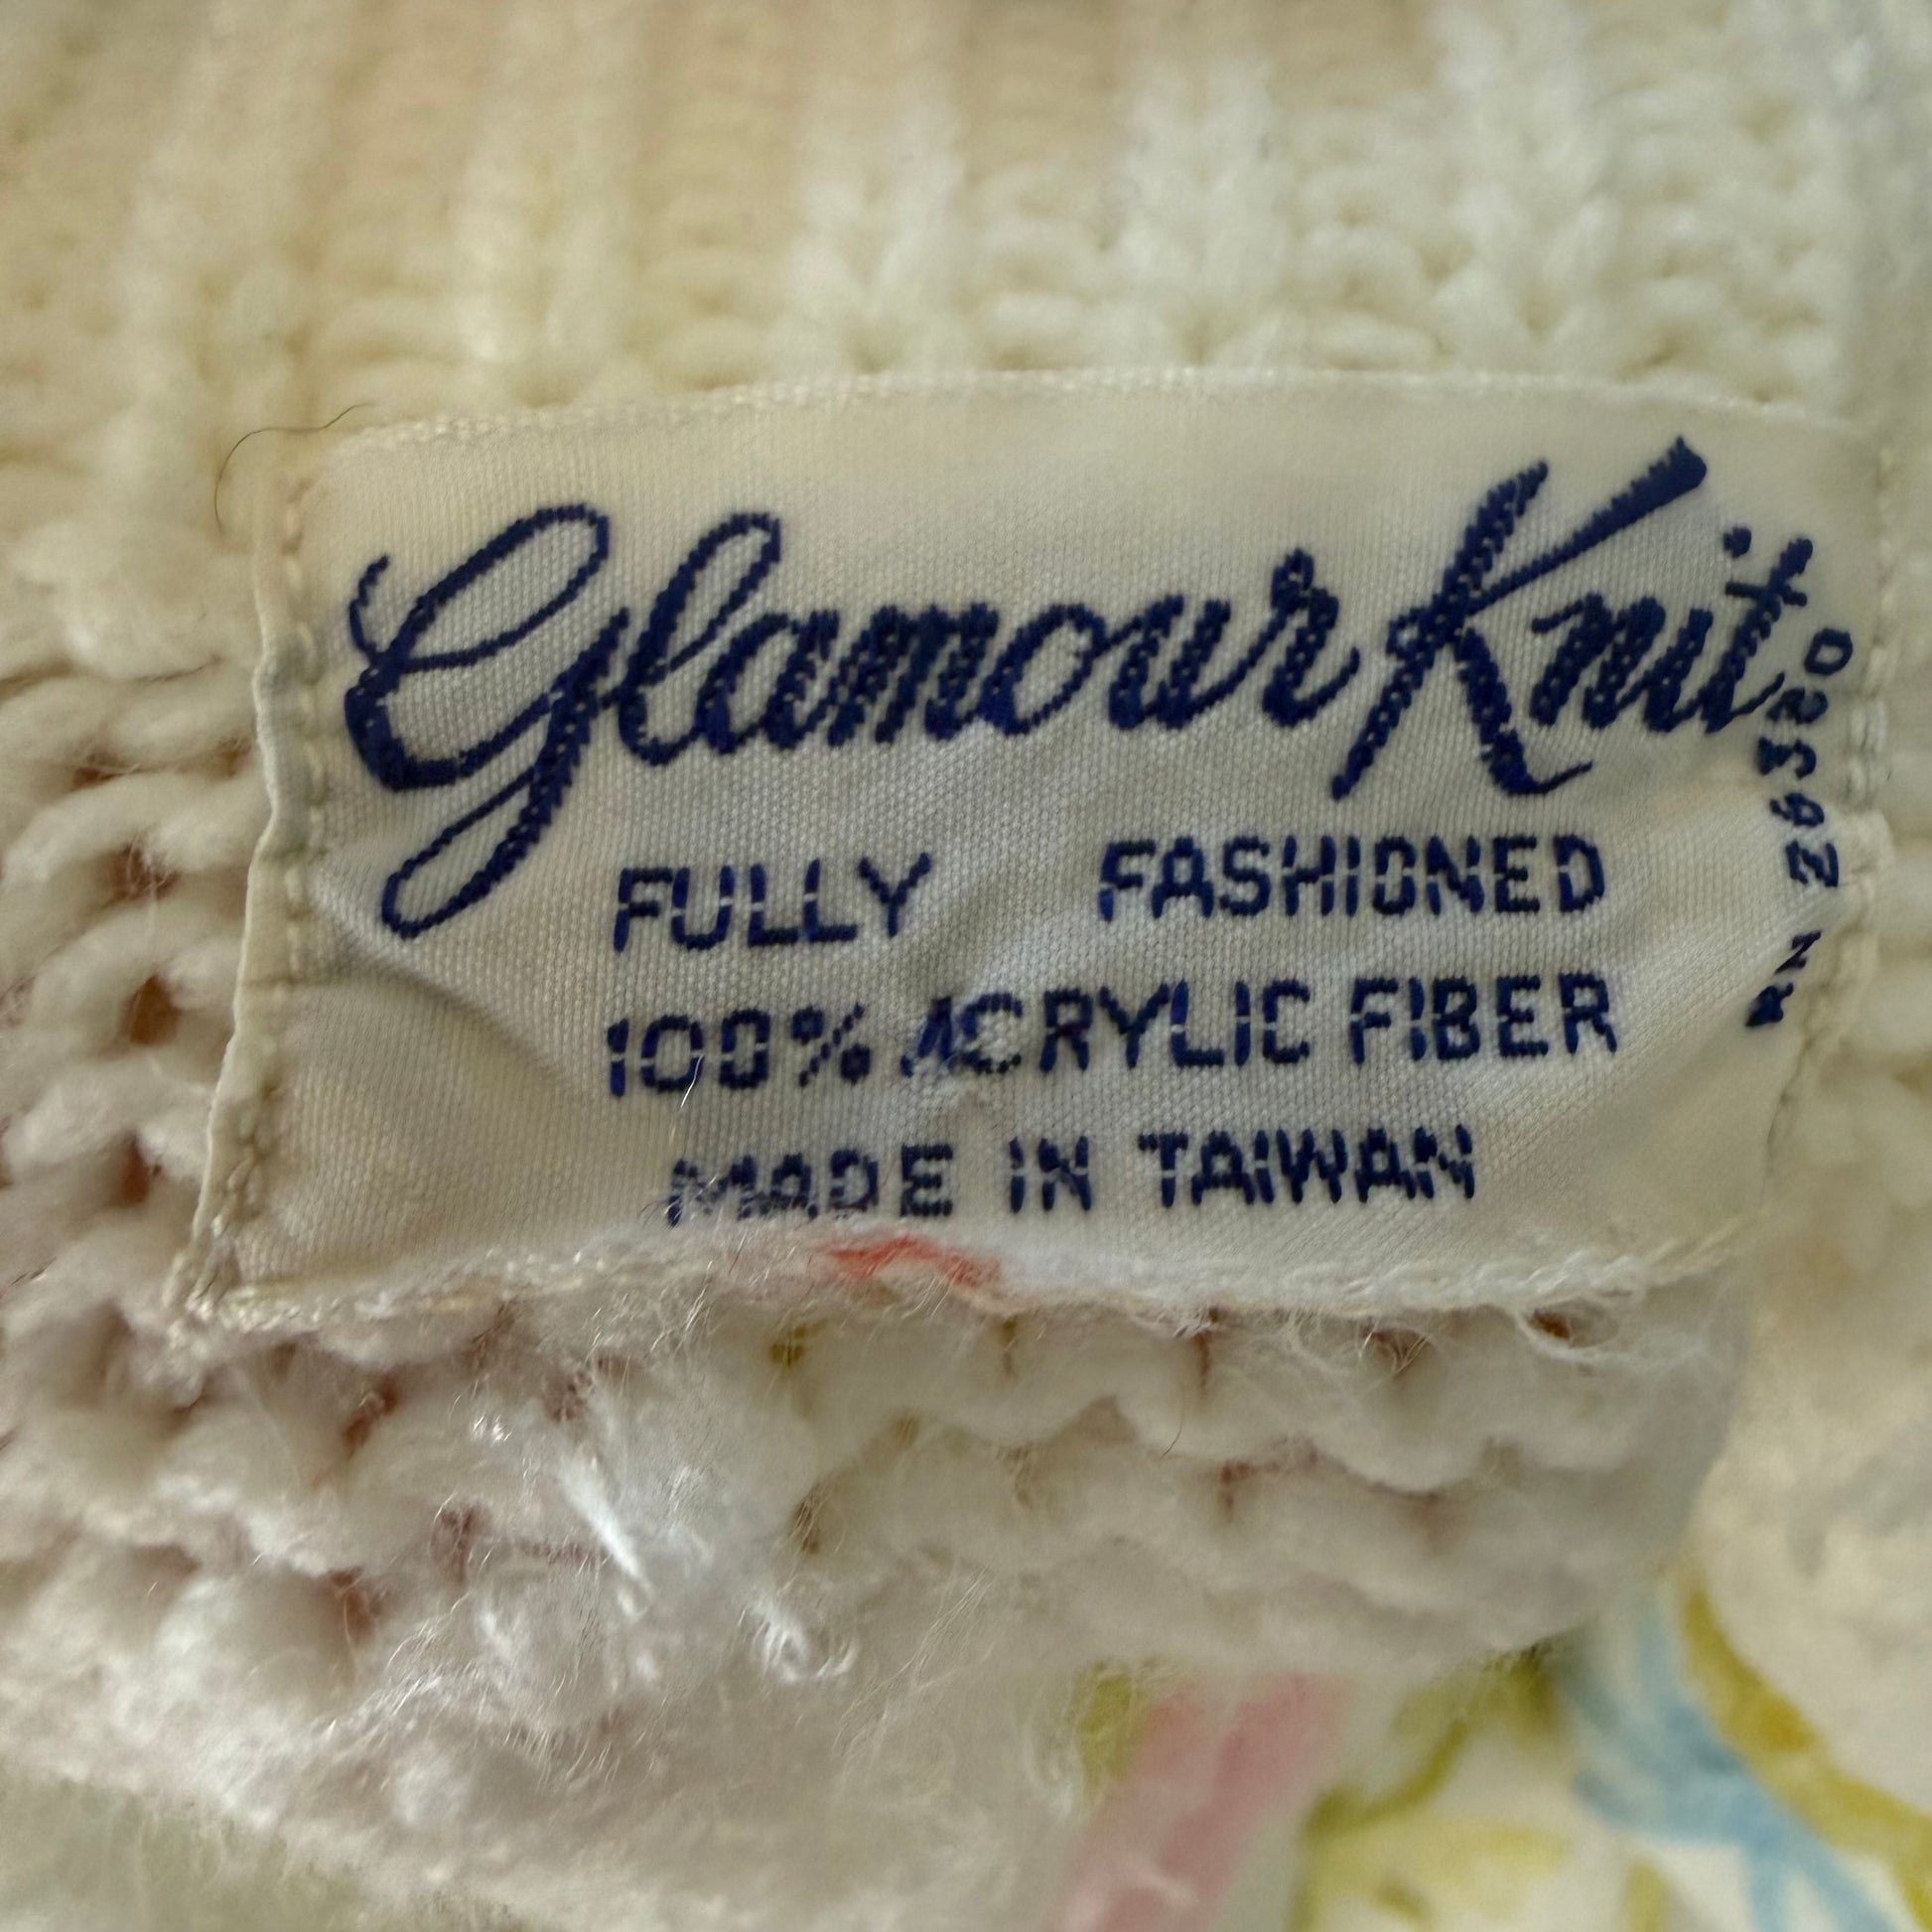 Glamour Knit
FULLY FASHIONED
100% ACRYLIC FIBER
MADE IN TAIWAN
RN 26320